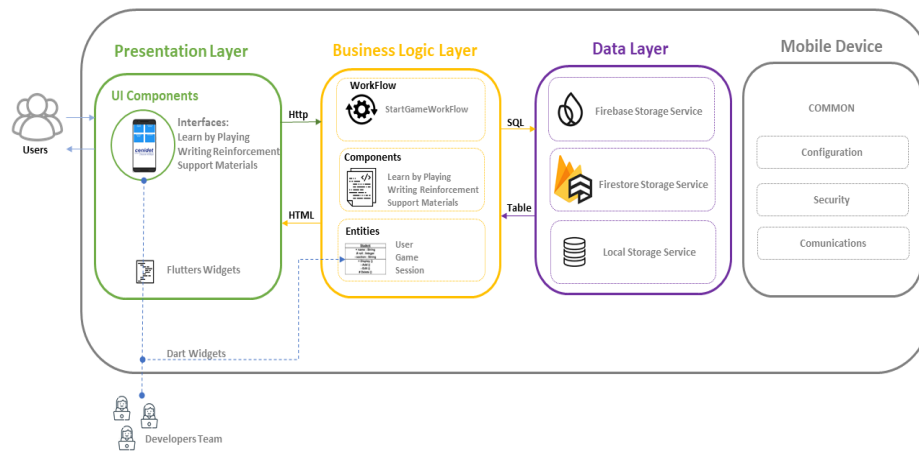 Presentation Layer
Business Logic Layer
Data Layer
Mobile Device
UI Components
Interfaces:
Learn by Playing
Writing Reinforcement
Support Materials
cenidet
Flutters Widgets
Dart Widgets
Users
Developers Team
Http
HTML
WorkFlow
StartGameWorkFlow
Components
Learn by Playing
Writing Reinforcement
Support Materials
Entities
User
Game
Session
SQL
Table
Firebase Storage Service
Firestore Storage Service
Local Storage Service
COMMON
Configuration
Security
Comunications